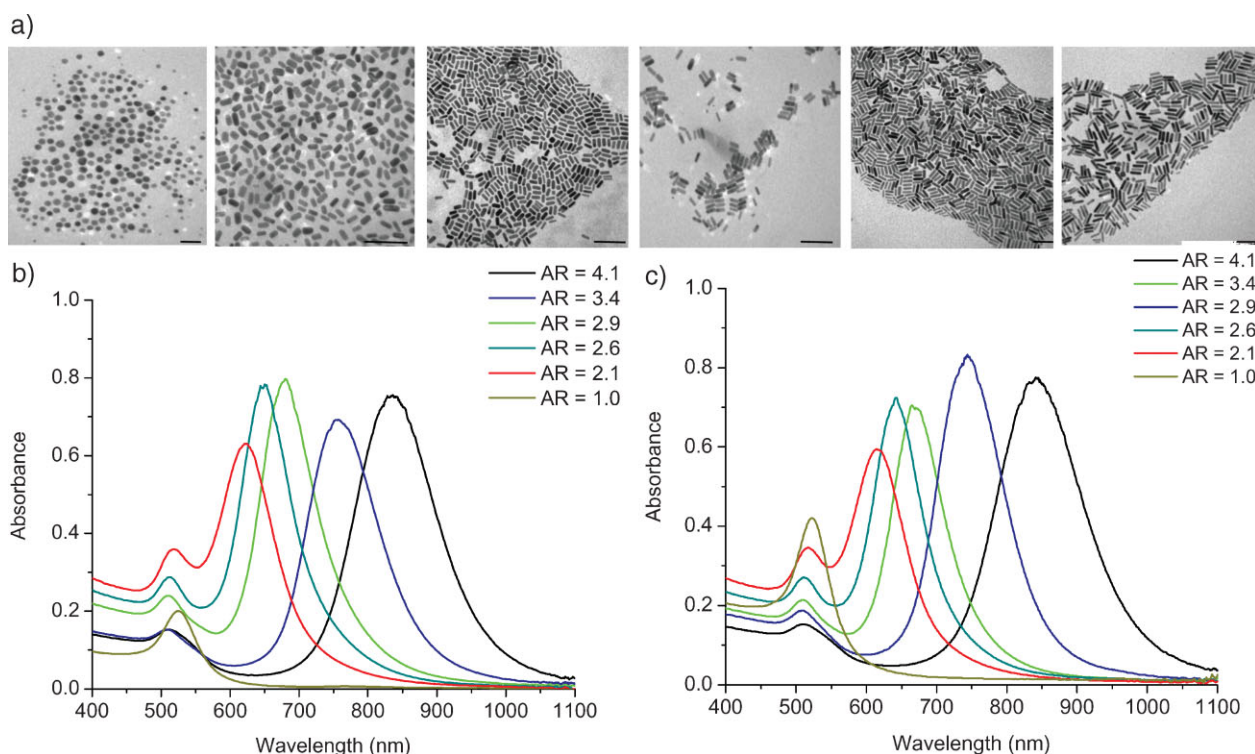 a)
b)
AR = 4.1
AR = 3.4
AR = 2.9
AR = 2.6
AR = 2.1
AR = 1.0
1.0
0.8
0.6
0.4
0.2
0.0
Absorbance
400 500 600 700 800 900 1000 1100
Wavelength (nm)
c)
AR = 4.1
AR = 3.4
AR = 2.9
AR = 2.6
AR = 2.1
AR = 1.0
1.0
0.8
0.6
0.4
0.2
0.0
Absorbance
400 500 600 700 800 900 1000 1100
Wavelength (nm)